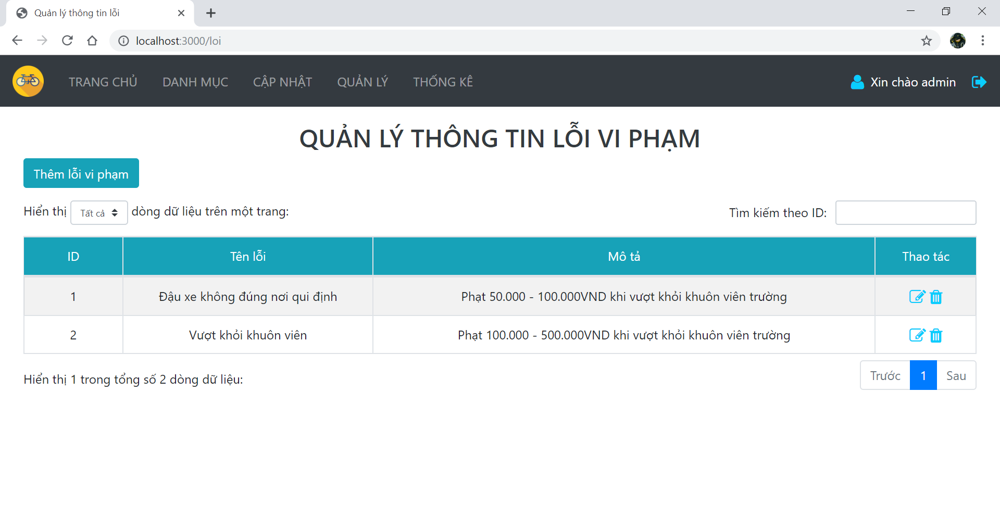 Quản lý thông tin lỗi
localhost:3000/loi
TRANG CHỦ DANH MỤC CẬP NHẬT QUẢN LÝ THỐNG KÊ Xin chào admin
QUẢN LÝ THÔNG TIN LỖI VI PHẠM
Thêm lỗi vi phạm
Hiển thị Tất cả dòng dữ liệu trên một trang: Tìm kiếm theo ID:
ID Tên lỗi Mô tả Thao tác
1 Đậu xe không đúng nơi qui định Phạt 50.000 - 100.000VND khi vượt khỏi khuôn viên trường
2 Vượt khỏi khuôn viên Phạt 100.000 - 500.000VND khi vượt khỏi khuôn viên trường
Hiển thị 1 trong tổng số 2 dòng dữ liệu: Trước 1 Sau